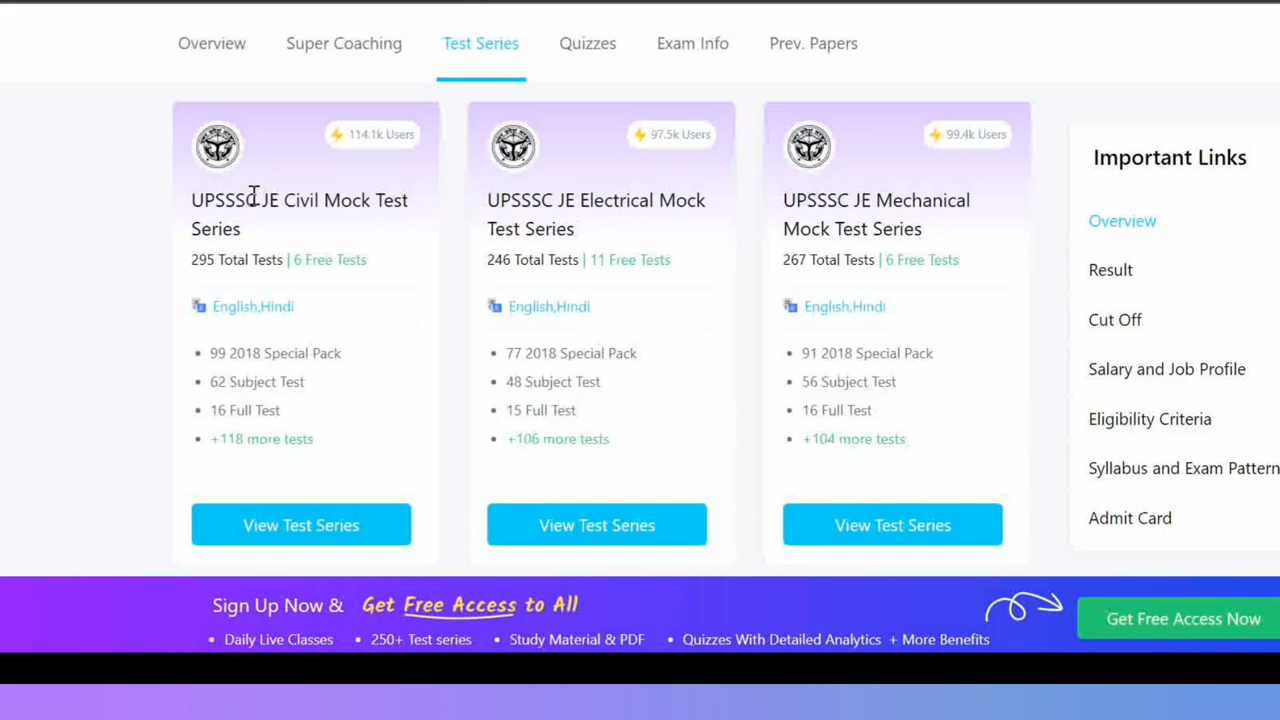 Overview Super Coaching Test Series Quizzes Exam Info Prev. Papers
114.1k Users
UPSSSC JE Civil Mock Test
Series
295 Total Tests | 6 Free Tests
English,Hindi
99 2018 Special Pack
62 Subject Test
16 Full Test
+118 more tests
View Test Series
97.5k Users
UPSSSC JE Electrical Mock
Test Series
246 Total Tests | 11 Free Tests
English,Hindi
77 2018 Special Pack
48 Subject Test
15 Full Test
+106 more tests
View Test Series
99.4k Users
UPSSSC JE Mechanical
Mock Test Series
267 Total Tests | 6 Free Tests
English,Hindi
91 2018 Special Pack
56 Subject Test
16 Full Test
+104 more tests
View Test Series
Important Links
Overview
Result
Cut Off
Salary and Job Profile
Eligibility Criteria
Syllabus and Exam Pattern
Admit Card
Sign Up Now & Get Free Access to All
• Daily Live Classes • 250+ Test series • Study Material & PDF • Quizzes With Detailed Analytics + More Benefits
Get Free Access Now